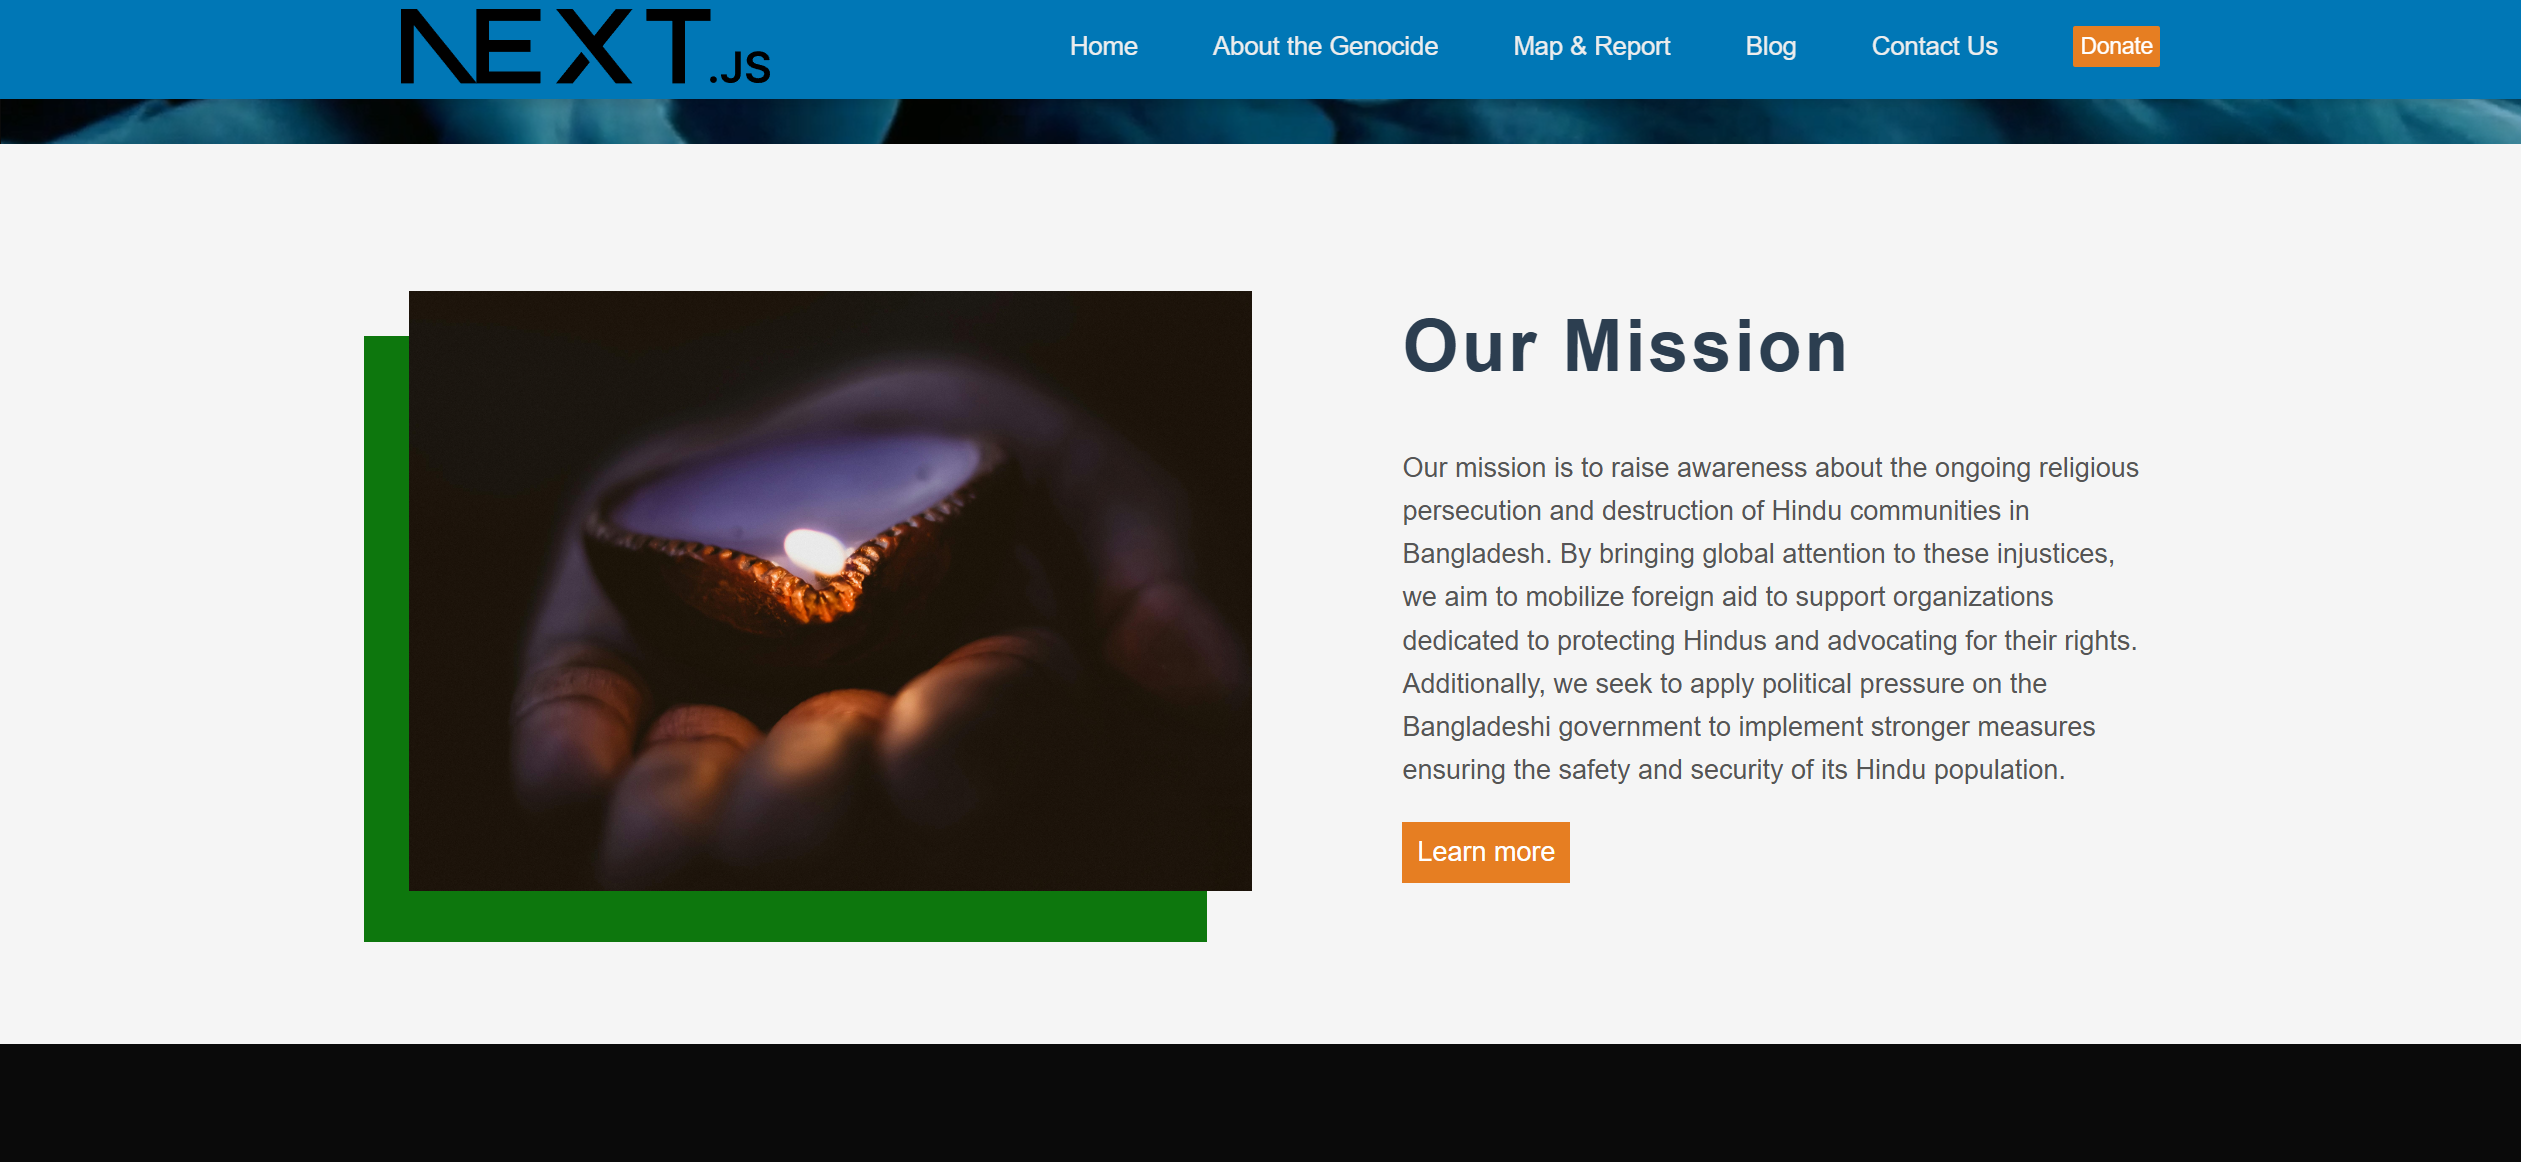 NEXT.JS
Home
About the Genocide
Map & Report
Blog
Contact Us
Donate
Our Mission
Our mission is to raise awareness about the ongoing religious
persecution and destruction of Hindu communities in
Bangladesh. By bringing global attention to these injustices,
we aim to mobilize foreign aid to support organizations
dedicated to protecting Hindus and advocating for their rights.
Additionally, we seek to apply political pressure on the
Bangladeshi government to implement stronger measures
ensuring the safety and security of its Hindu population.
Learn more